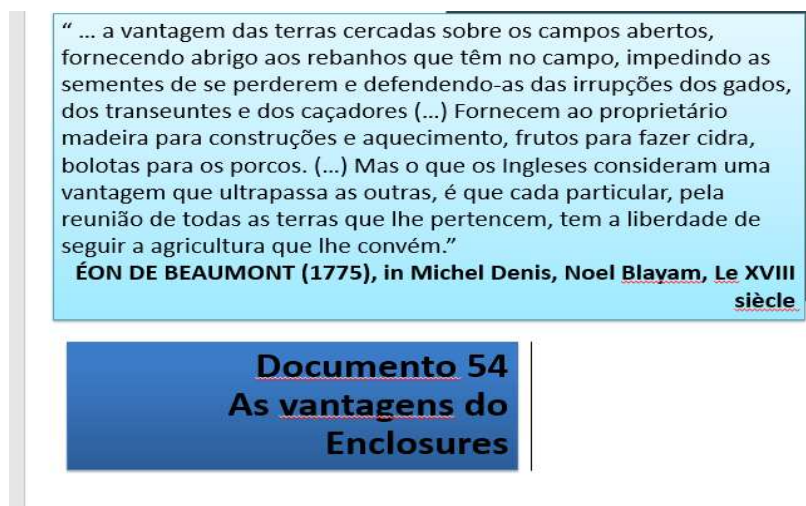 “ ... a vantagem das terras cercadas sobre os campos abertos,
fornecendo abrigo aos rebanhos que têm no campo, impedindo as
sementes de se perderem e defendendo-as das irrupções dos gados,
dos transeuntes e dos caçadores (...) Fornecem ao proprietário
madeira para construções e aquecimento, frutos para fazer cidra,
bolotas para os porcos. (...) Mas o que os Ingleses consideram uma
vantagem que ultrapassa as outras, é que cada particular, pela
reunião de todas as terras que lhe pertencem, tem a liberdade de
seguir a agricultura que lhe convém.”
ÉON DE BEAUMONT (1775), in Michel Denis, Noel Blayam, Le XVIII
siècle
Documento 54
As vantagens do
Enclosures